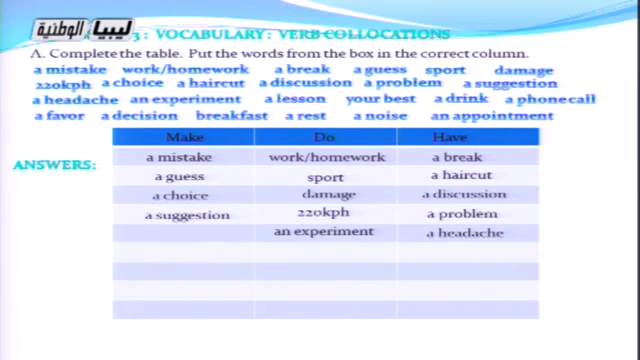 ليبيا الوطنية
3 : VOCABULARY : VERB COLLOCATIONS
A. Complete the table. Put the words from the box in the correct column.
a mistake work/homework a break a guess sport damage
220kph a choice a haircut a discussion a problem a suggestion
a headache an experiment a lesson your best a drink a phone call
a favor a decision breakfast a rest a noise an appointment
ANSWERS:
Make Do Have
a mistake work/homework a break
a guess sport a haircut
a choice damage a discussion
a suggestion 220kph a problem
an experiment a headache